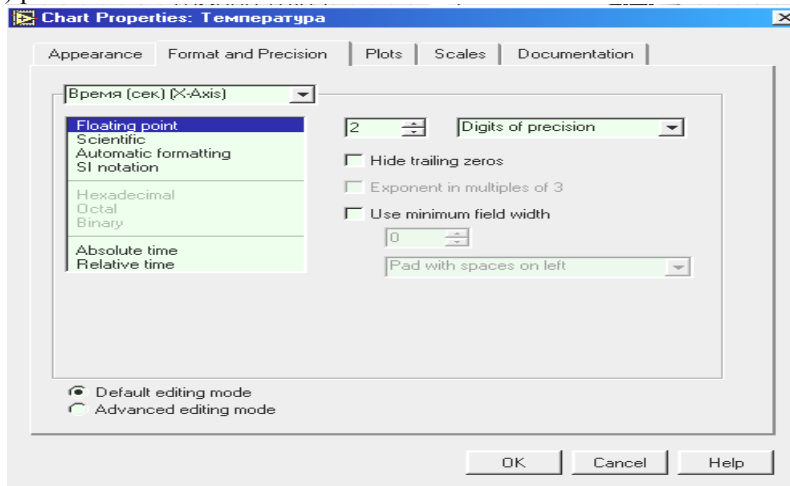 Chart Properties: Температура
Appearance Format and Precision Plots Scales Documentation
Время (сек) (X-Axis)
Floating point
Scientific
Automatic formatting
SI notation
Hexadecimal
Octal
Binary
Absolute time
Relative time
2 Digits of precision
Hide trailing zeros
Exponent in multiples of 3
Use minimum field width
0
Pad with spaces on left
Default editing mode
Advanced editing mode
OK Cancel Help